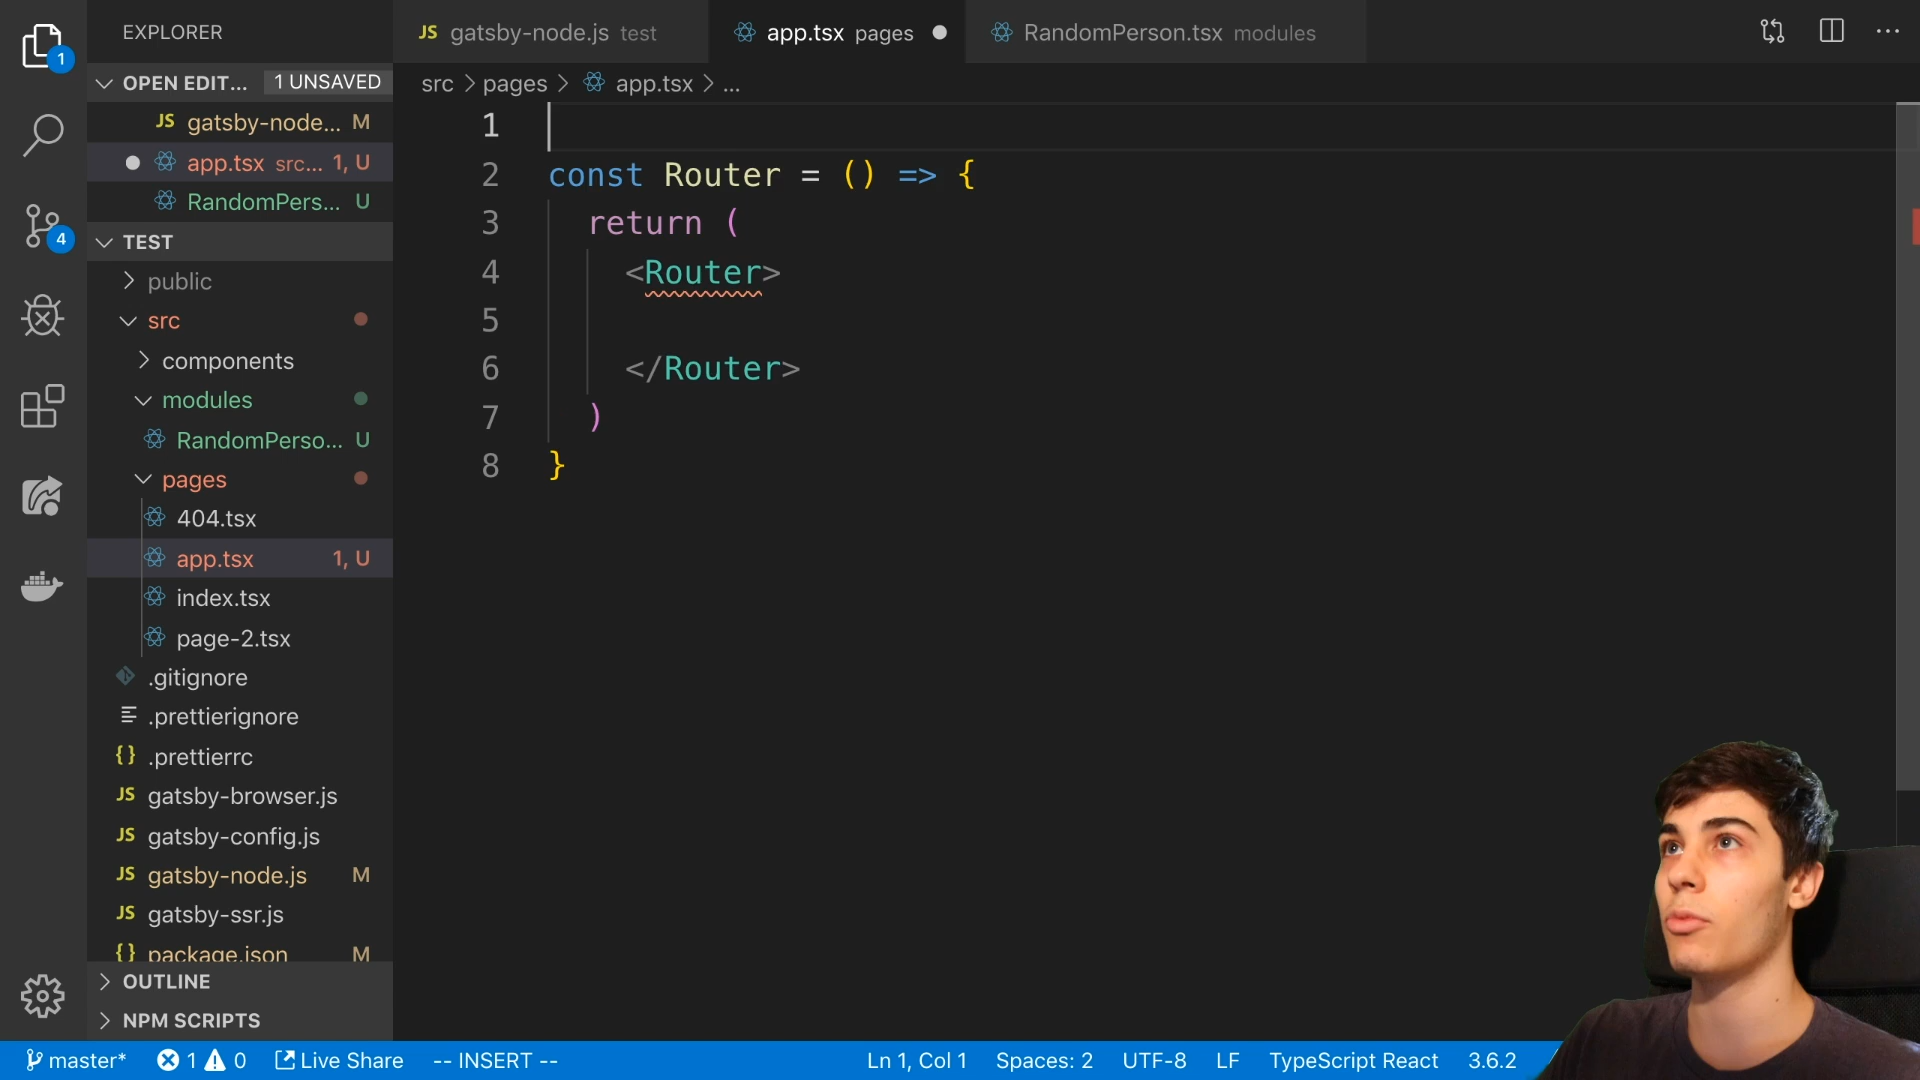 1
EXPLORER
JS gatsby-node.js test
app.tsx pages
RandomPerson.tsx modules
OPEN EDIT... 1 UNSAVED
src > pages > app.tsx > ...
JS gatsby-node... M
app.tsx src... 1, U
RandomPers... U
4
TEST
public
src
components
modules
RandomPerso... U
pages
404.tsx
app.tsx 1, U
index.tsx
page-2.tsx
.gitignore
.prettierignore
{} .prettierrc
JS gatsby-browser.js
JS gatsby-config.js
JS gatsby-node.js M
JS gatsby-ssr.js
{} package.json M
OUTLINE
NPM SCRIPTS
1
2 const Router = () => {
3 return (
4 <Router>
5
6 </Router>
7 )
8 }
master* 1 0 Live Share -- INSERT -- Ln 1, Col 1 Spaces: 2 UTF-8 LF TypeScript React 3.6.2